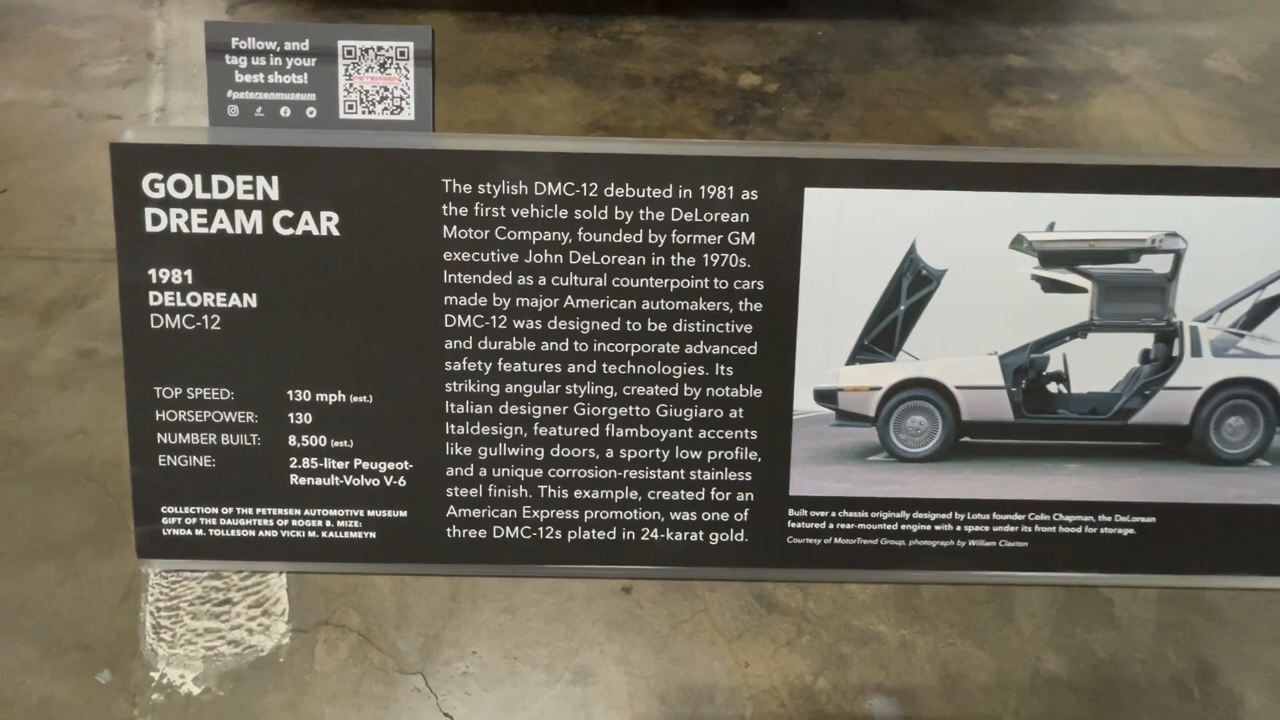 Follow, and
tag us in your
best shots!
#petersenmuseum
PETERSEN
GOLDEN
DREAM CAR
1981
DELOREAN
DMC-12
TOP SPEED: 130 mph (est.)
HORSEPOWER: 130
NUMBER BUILT: 8,500 (est.)
ENGINE: 2.85-liter Peugeot-
Renault-Volvo V-6
COLLECTION OF THE PETERSEN AUTOMOTIVE MUSEUM
GIFT OF THE DAUGHTERS OF ROGER B. MIZE:
LYNDA M. TOLLESON AND VICKI M. KALLEMEYN
The stylish DMC-12 debuted in 1981 as
the first vehicle sold by the DeLorean
Motor Company, founded by former GM
executive John DeLorean in the 1970s.
Intended as a cultural counterpoint to cars
made by major American automakers, the
DMC-12 was designed to be distinctive
and durable and to incorporate advanced
safety features and technologies. Its
striking angular styling, created by notable
Italian designer Giorgetto Giugiaro at
Italdesign, featured flamboyant accents
like gullwing doors, a sporty low profile,
and a unique corrosion-resistant stainless
steel finish. This example, created for an
American Express promotion, was one of
three DMC-12s plated in 24-karat gold.
Built over a chassis originally designed by Lotus founder Colin Chapman, the DeLorean
featured a rear-mounted engine with a space under its front hood for storage.
Courtesy of MotorTrend Group, photograph by William Claxton